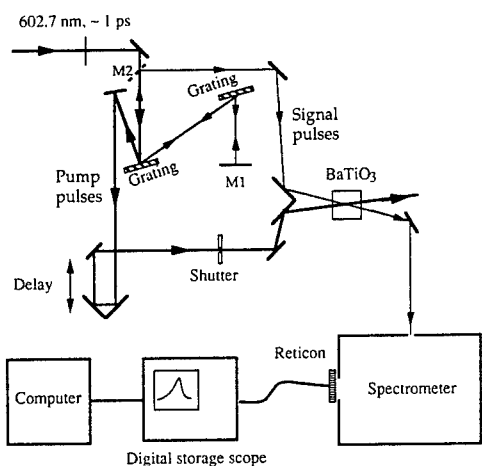 602.7 nm, ~ 1 ps
M2
Grating
Grating
Signal
pulses
M1
BaTiO3
Pump
pulses
Shutter
Delay
Reticon
Computer
Spectrometer
Digital storage scope